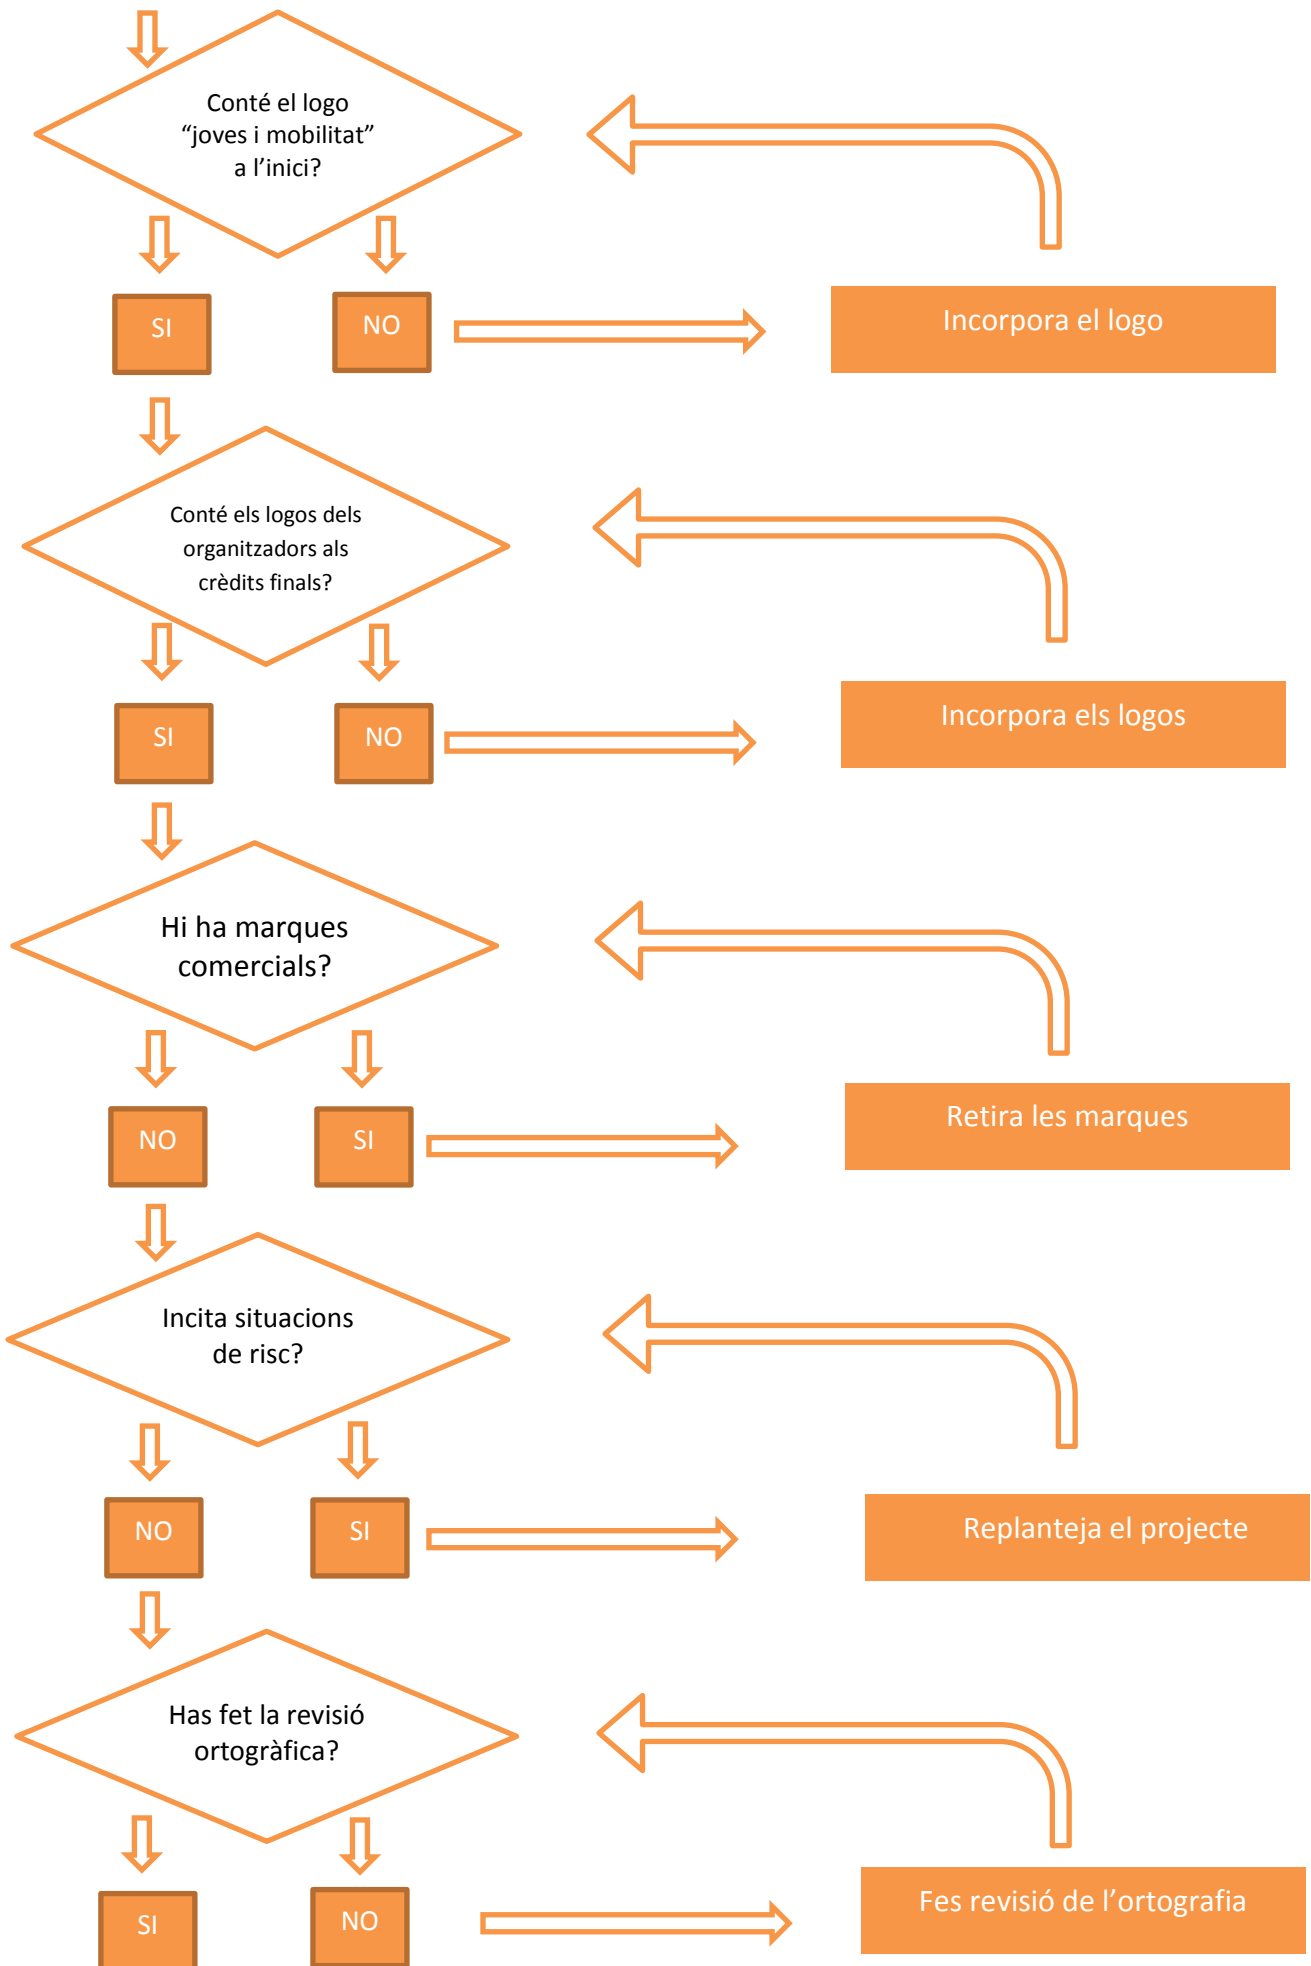 Conté el logo
“joves i mobilitat”
a l’inici?
SI
NO
Incorpora el logo
Conté els logos dels
organitzadors als
crèdits finals?
SI
NO
Incorpora els logos
Hi ha marques
comercials?
NO
SI
Retira les marques
Incita situacions
de risc?
NO
SI
Replanteja el projecte
Has fet la revisió
ortogràfica?
SI
NO
Fes revisió de l’ortografia